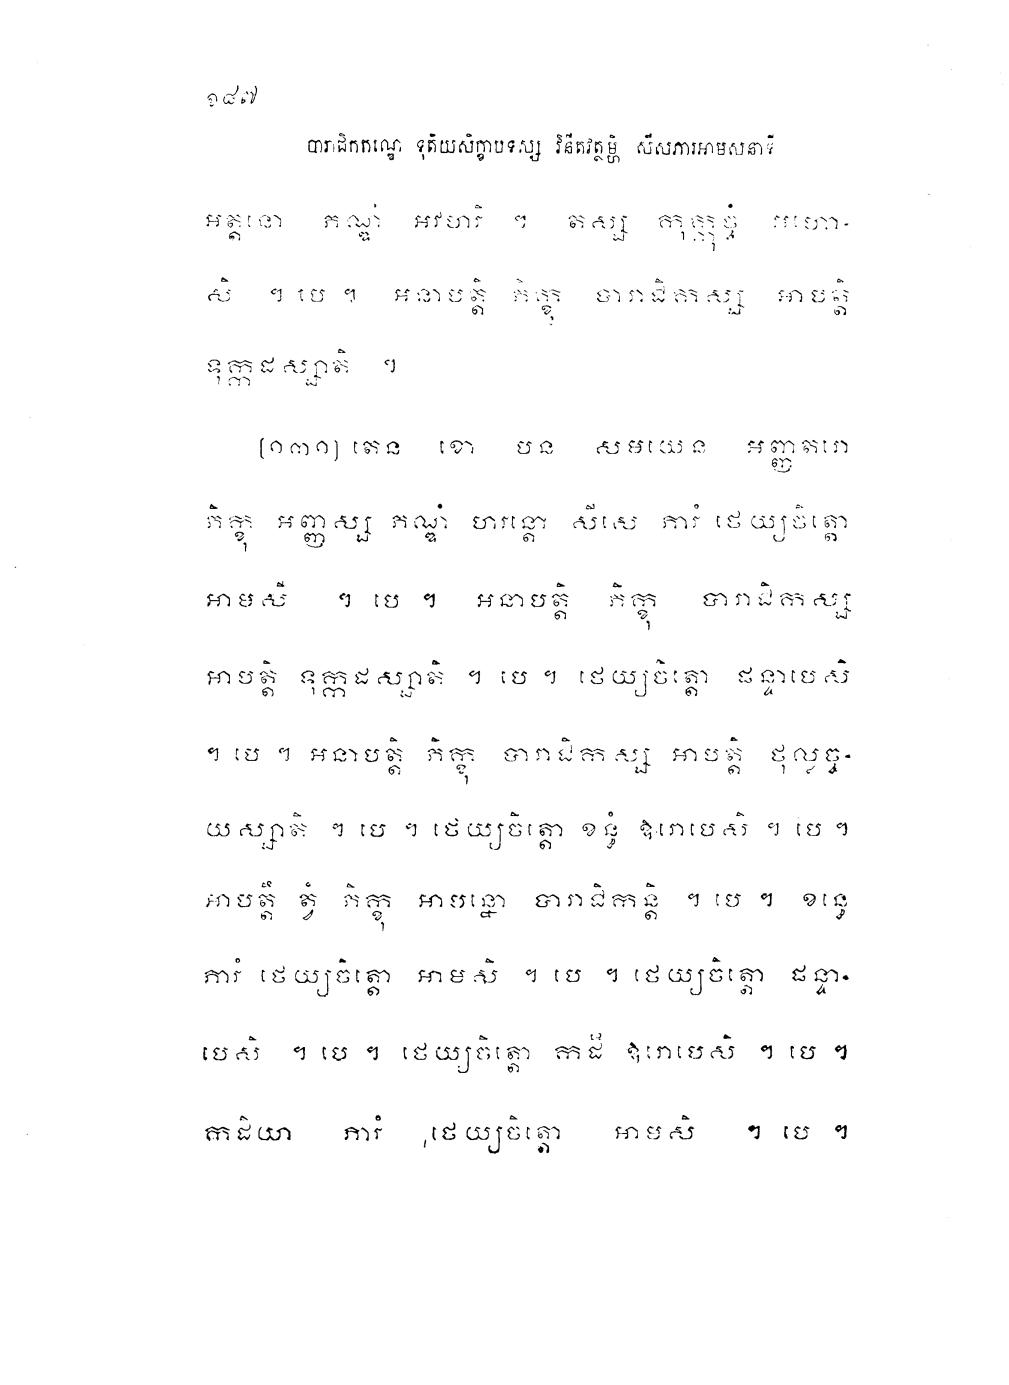 ១៨៧
បារាជិកកណ្ឌេ ទុតិយសិក្ខាបទស្ស វិនីតវត្ថុម្ហិ សីសភារអាមសនាទិ
អត្តនោ ភណ្ឌំ អវហរិ ។ តស្ស កុក្កុច្ចំ អហោ-
សិ ។ បេ ។ អនាបត្តិ ភិក្ខុ បារាជិកស្ស អាបត្តិ
ទុក្កដស្សាតិ ។
[១៣១] តេន ខោ បន សមយេន អញ្ញតរោ
ភិក្ខុ អញ្ញស្ស ភណ្ឌំ ហរន្តោ សីសេ ភារំ ថេយ្យចិត្តោ
អាមសិ ។ បេ ។ អនាបត្តិ ភិក្ខុ បារាជិកស្ស
អាបត្តិ ទុក្កដស្សាតិ ។ បេ ។ ថេយ្យចិត្តោ ផន្ទាបេសិ
។ បេ ។ អនាបត្តិ ភិក្ខុ បារាជិកស្ស អាបត្តិ ថុល្លច្ច-
យស្សាតិ ។ បេ ។ ថេយ្យចិត្តោ ខន្ធំ ឱរោបេសិ ។ បេ ។
អាបត្តឹ ត្វំ ភិក្ខុ អាបន្នោ បារាជិកន្តិ ។ បេ ។ ខន្ធេ
ភារំ ថេយ្យចិត្តោ អាមសិ ។ បេ ។ ថេយ្យចិត្តោ ផន្ទា-
បេសិ ។ បេ ។ ថេយ្យចិត្តោ កដឹ ឱរោបេសិ ។ បេ ។
កដិយា ភារំ ថេយ្យចិត្តោ អាមសិ ។ បេ ។